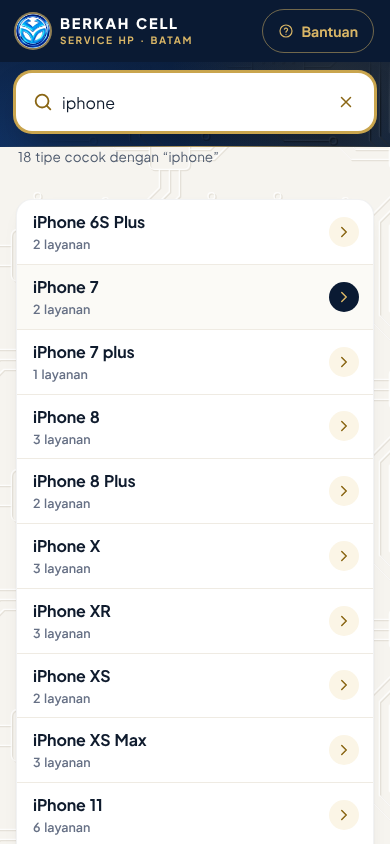 BERKAH CELL
SERVICE HP · BATAM
Bantuan
iphone
18 tipe cocok dengan “iphone”
iPhone 6S Plus
2 layanan
iPhone 7
2 layanan
iPhone 7 plus
1 layanan
iPhone 8
3 layanan
iPhone 8 Plus
2 layanan
iPhone X
3 layanan
iPhone XR
3 layanan
iPhone XS
2 layanan
iPhone XS Max
3 layanan
iPhone 11
6 layanan